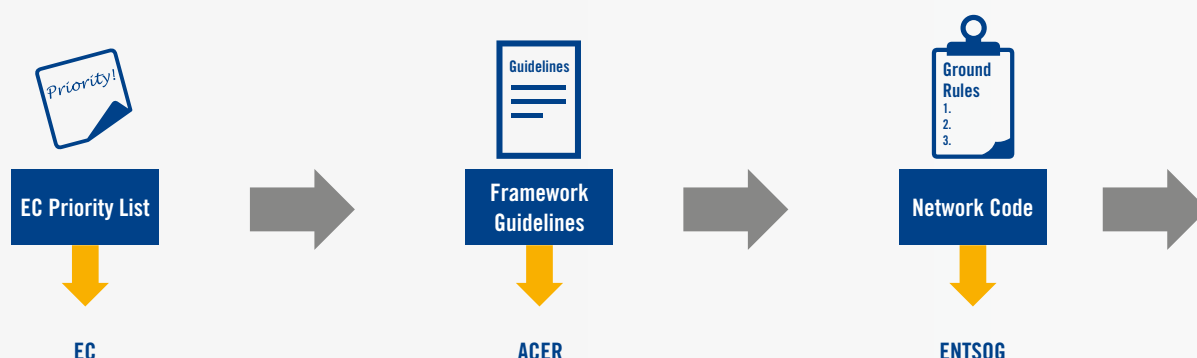 Priority!
Guidelines
Ground
Rules
1.
2.
3.
EC Priority List
Framework
Guidelines
Network Code
EC
ACER
ENTSOG